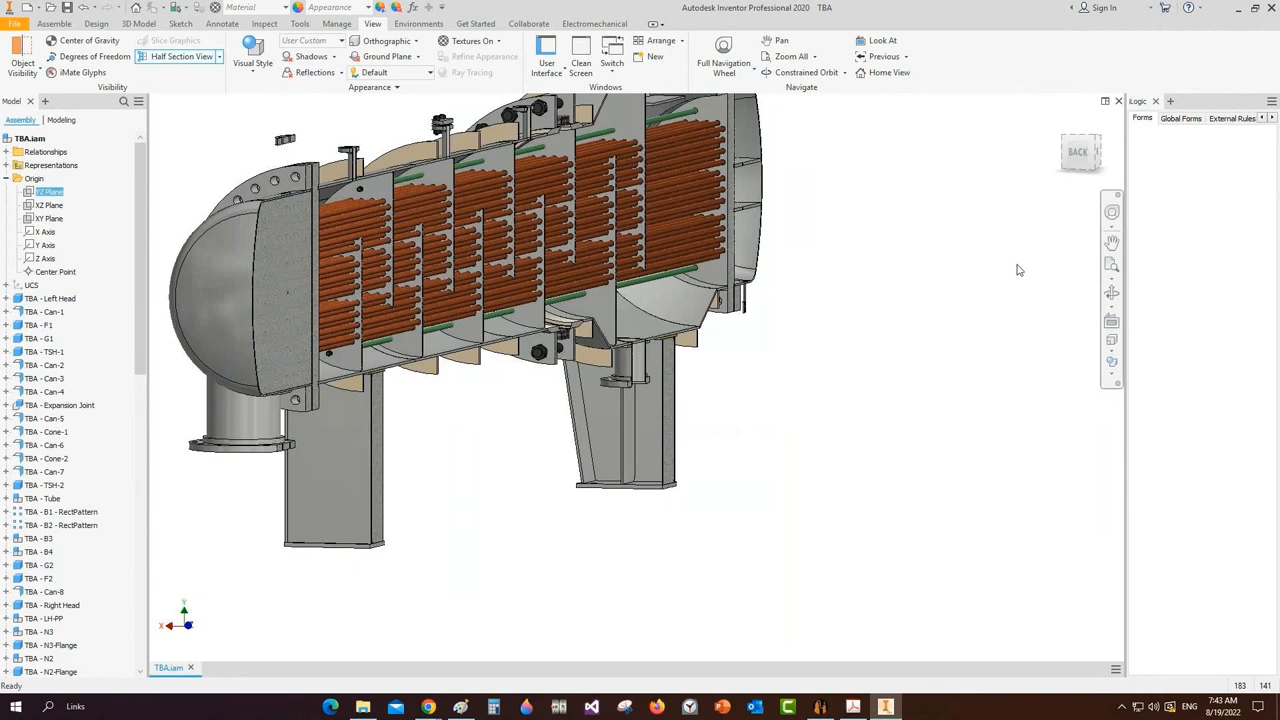 Material
Appearance
Autodesk Inventor Professional 2020 TBA
Sign In
File Assemble Design 3D Model Sketch Annotate Inspect Tools Manage View Environments Get Started Collaborate Electromechanical
Object Visibility
Center of Gravity
Degrees of Freedom
iMate Glyphs
Slice Graphics
Half Section View
Visibility
Visual Style
User Custom
Shadows
Reflections
Orthographic
Ground Plane
Default
Textures On
Refine Appearance
Ray Tracing
Appearance
User Interface
Clean Screen
Switch
Arrange
New
Windows
Full Navigation Wheel
Pan
Zoom All
Constrained Orbit
Look At
Previous
Home View
Navigate
Model
Assembly Modeling
TBA.iam
Relationships
Representations
Origin
YZ Plane
XZ Plane
XY Plane
X Axis
Y Axis
Z Axis
Center Point
UCS
TBA - Left Head
TBA - Can-1
TBA - F1
TBA - G1
TBA - TSH-1
TBA - Can-2
TBA - Can-3
TBA - Can-4
TBA - Expansion Joint
TBA - Can-5
TBA - Cone-1
TBA - Can-6
TBA - Cone-2
TBA - Can-7
TBA - TSH-2
TBA - Tube
TBA - B1 - RectPattern
TBA - B2 - RectPattern
TBA - B3
TBA - B4
TBA - G2
TBA - F2
TBA - Can-8
TBA - Right Head
TBA - LH-PP
TBA - N3
TBA - N3-Flange
TBA - N2
TBA - N2-Flange
BACK
iLogic
Forms Global Forms External Rules
Y
X
TBA.iam
Ready
183 141
Links
ENG
7:43 AM
8/19/2022